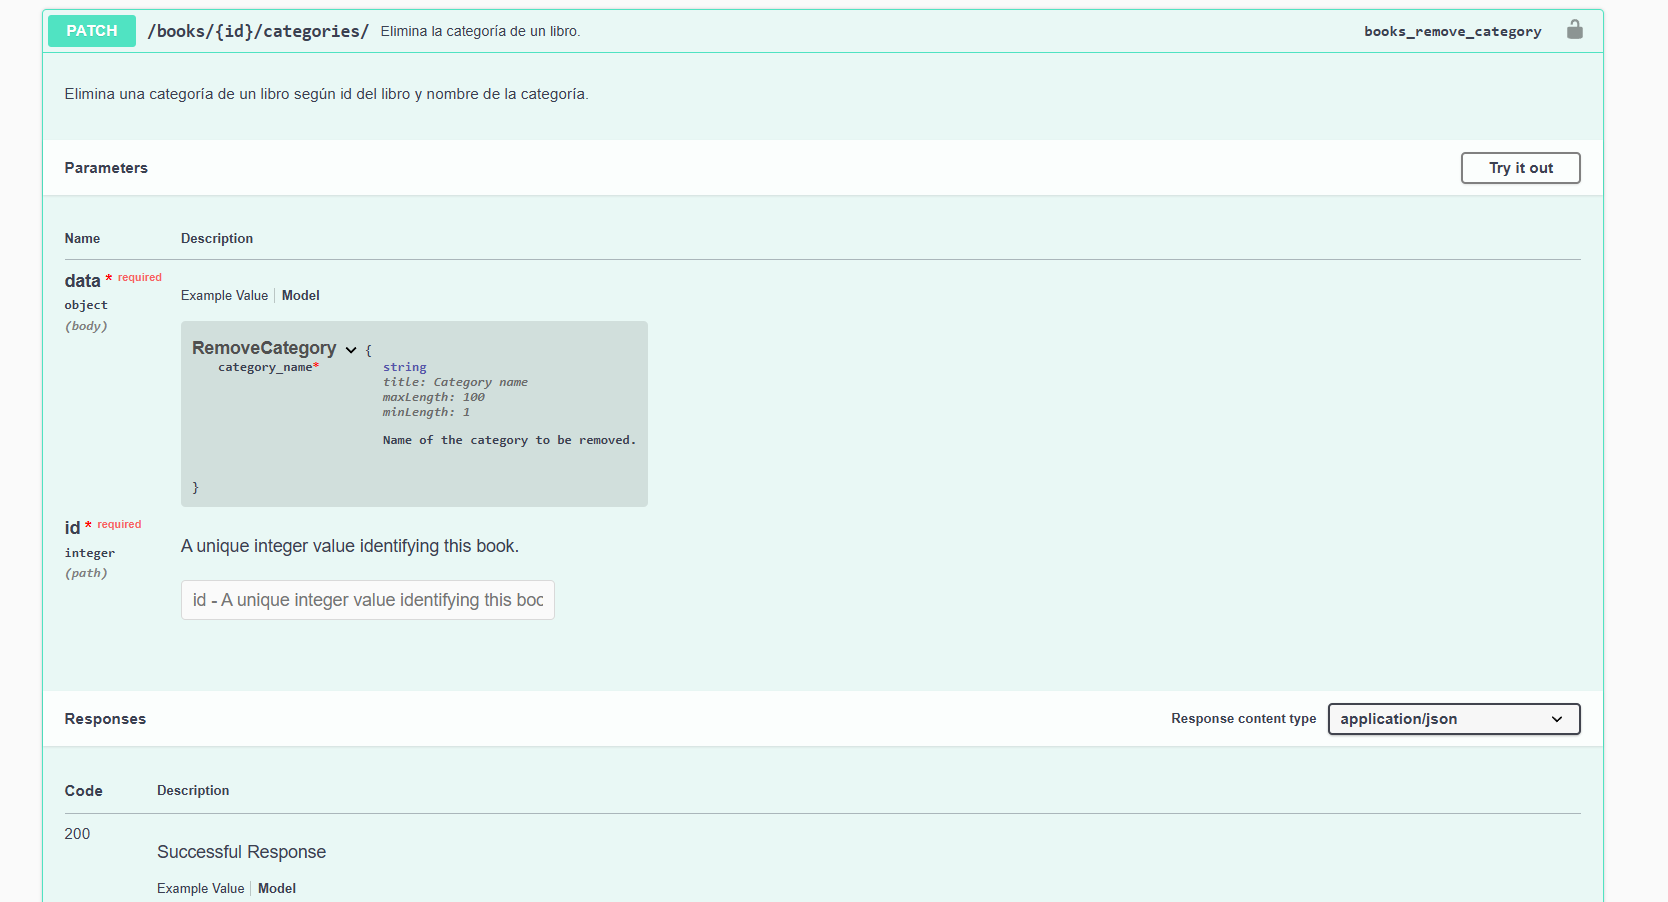 PATCH /books/{id}/categories/ Elimina la categoría de un libro. books_remove_category
Elimina una categoría de un libro según id del libro y nombre de la categoría.
Parameters Try it out
Name Description
data * required
object
(body)
Example Value Model
RemoveCategory {
category_name* string
title: Category name
maxLength: 100
minLength: 1
Name of the category to be removed.
}
id * required
integer
(path)
A unique integer value identifying this book.
id - A unique integer value identifying this boo
Responses Response content type application/json
Code Description
200
Successful Response
Example Value Model